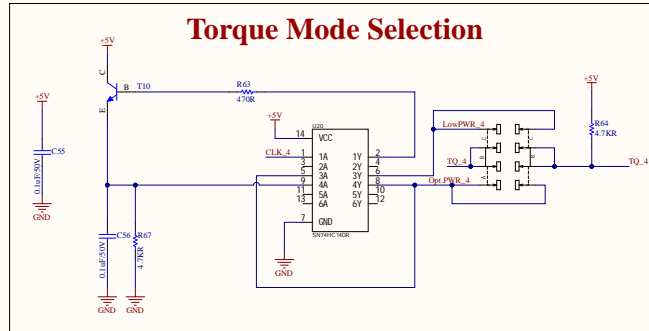 Torque Mode Selection
+5V
+5V
+5V
C
B
T10
R63
470R
E
+5V
U20
14 VCC
CLK_4
1 1A 1Y 2
3 2A 2Y 4
5 3A 3Y 6
9 4A 4Y 8
11 5A 5Y 10
13 6A 6Y 12
7 GND
SN74HC14DR
GND
LowPWR_4
TQ_4
Opt.PWR_4
C
B
A
C
B
A
R64
4.7KR
TQ_4
C55
0.1uF/50V
GND
C56
0.1uF/50V
R67
4.7KR
GND
GND